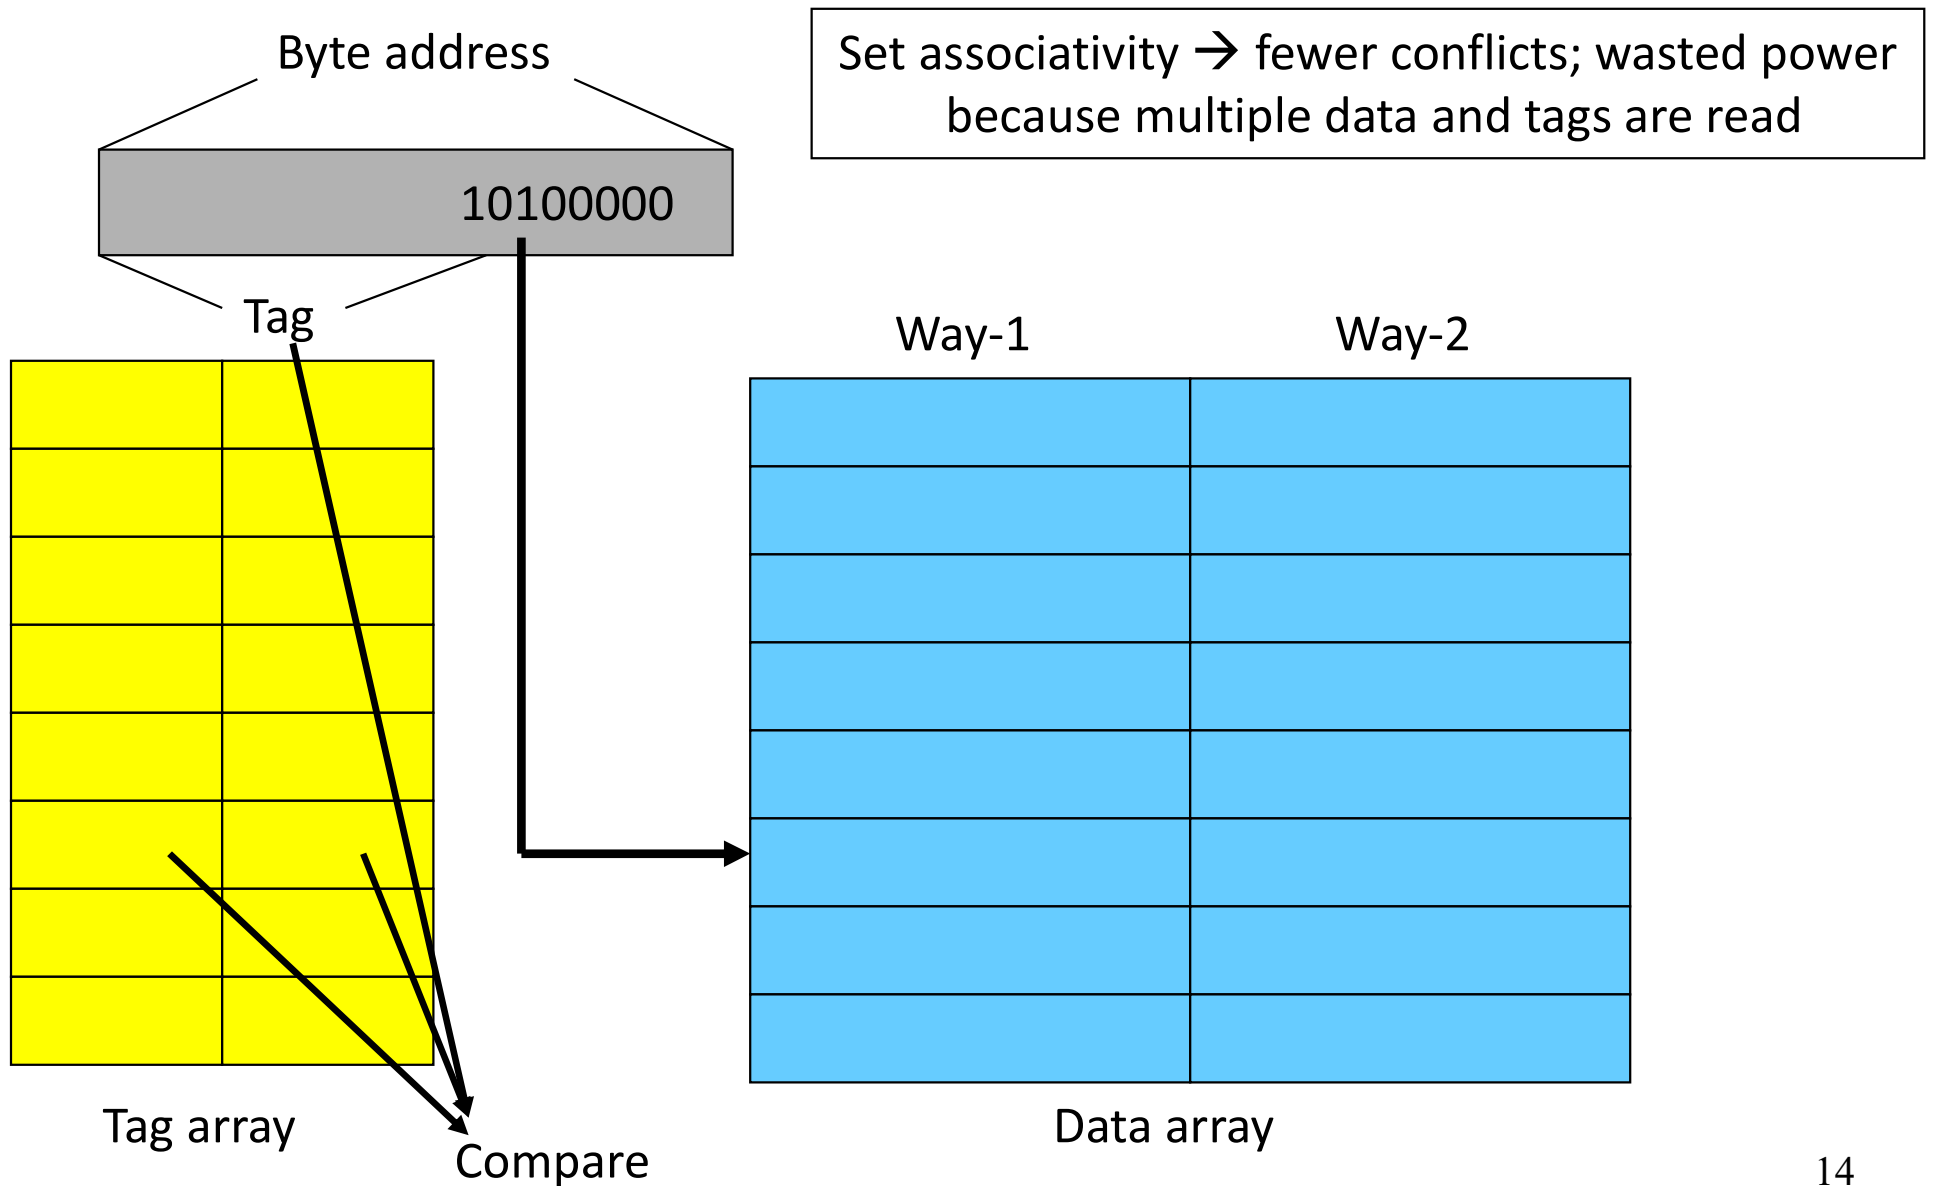 Byte address
Set associativity → fewer conflicts; wasted power
because multiple data and tags are read
10100000
Tag
Way-1
Way-2
Tag array
Data array
Compare
14